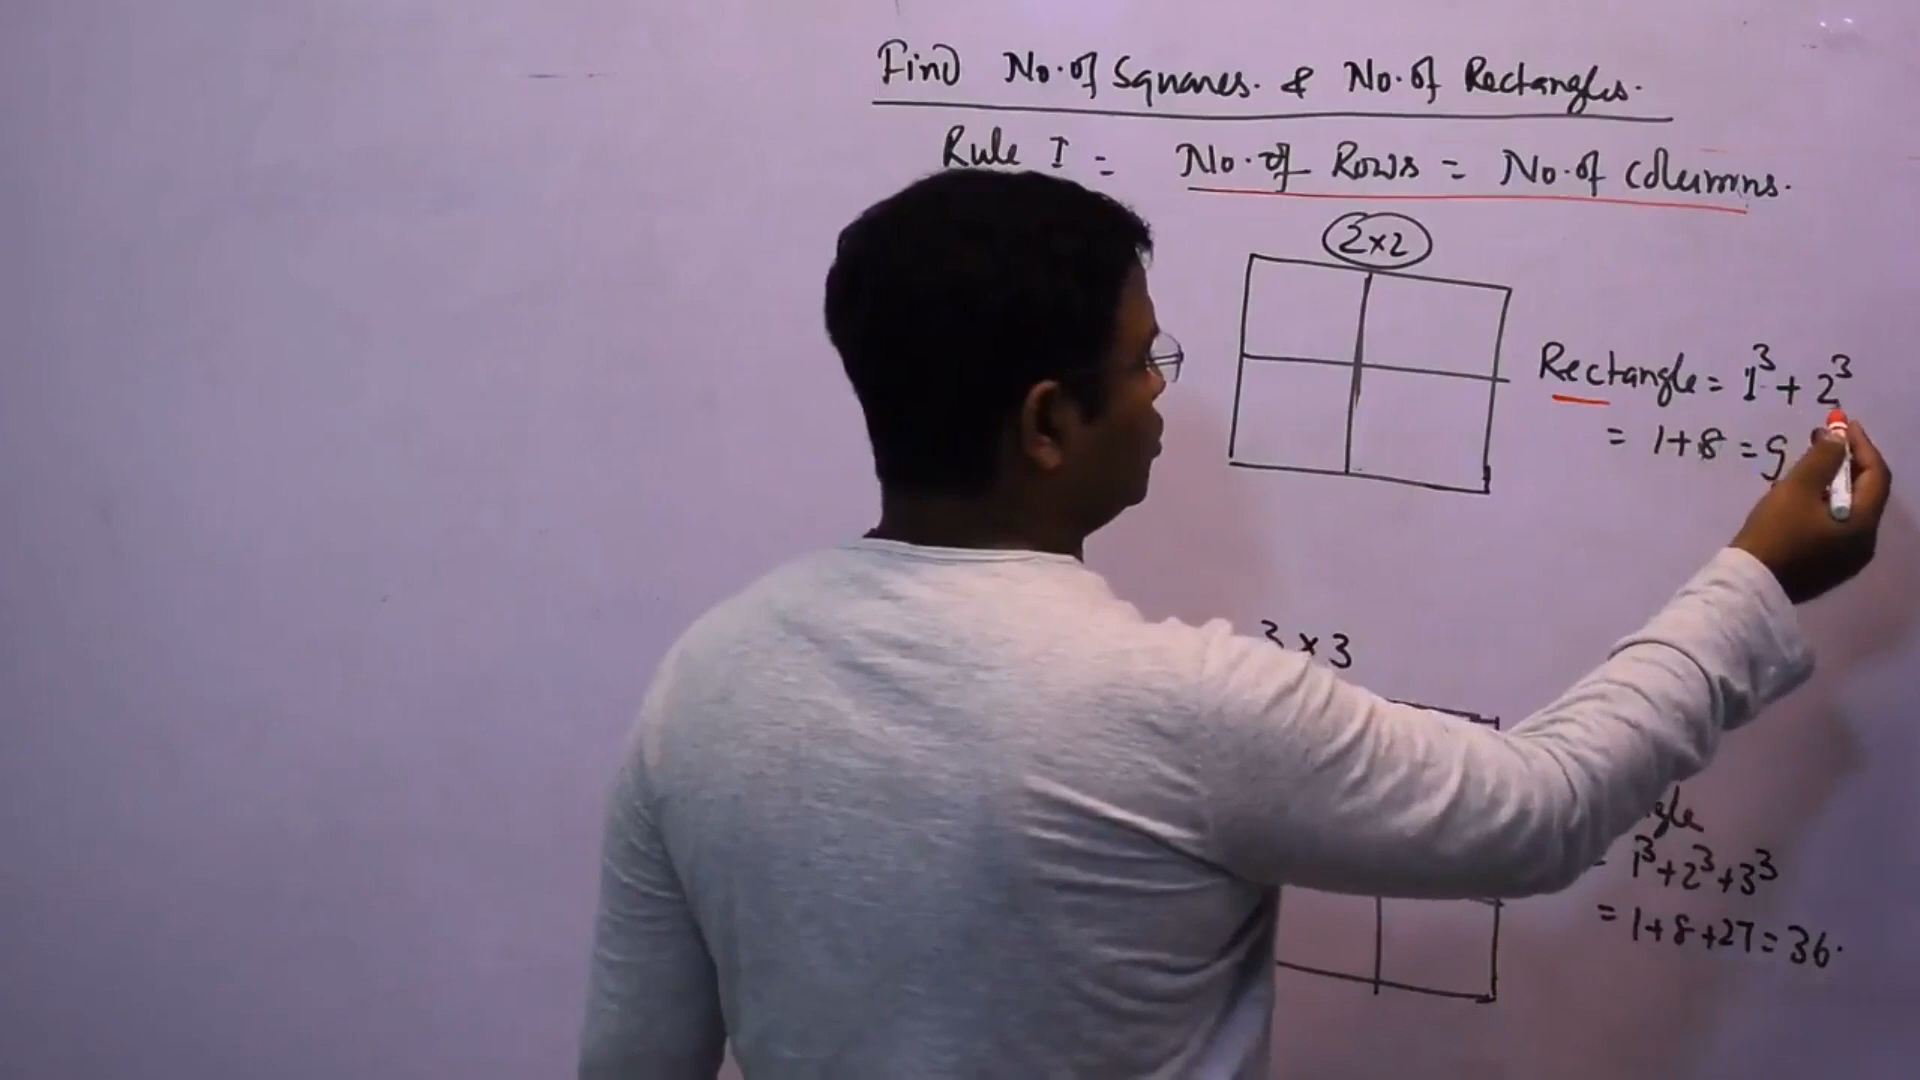 Find No. of Squares. & No. of Rectangles.
Rule I = No. of Rows = No. of columns.
2×2
Rectangle = 1³ + 2³
= 1+8 = 9
3 × 3
= 1³+2³+3³
= 1+8+27=36.